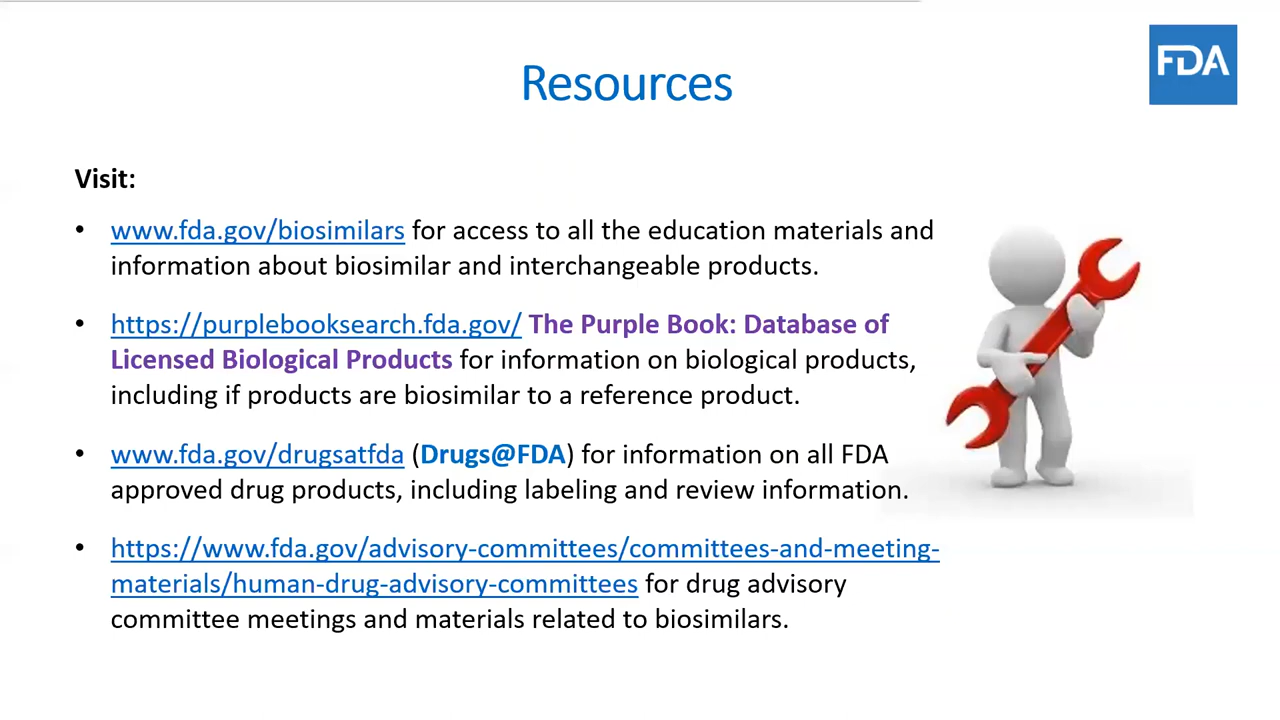 FDA
Resources
Visit:
• www.fda.gov/biosimilars for access to all the education materials and
information about biosimilar and interchangeable products.
• https://purplebooksearch.fda.gov/ The Purple Book: Database of
Licensed Biological Products for information on biological products,
including if products are biosimilar to a reference product.
• www.fda.gov/drugsatfda (Drugs@FDA) for information on all FDA
approved drug products, including labeling and review information.
• https://www.fda.gov/advisory-committees/committees-and-meeting-
materials/human-drug-advisory-committees for drug advisory
committee meetings and materials related to biosimilars.